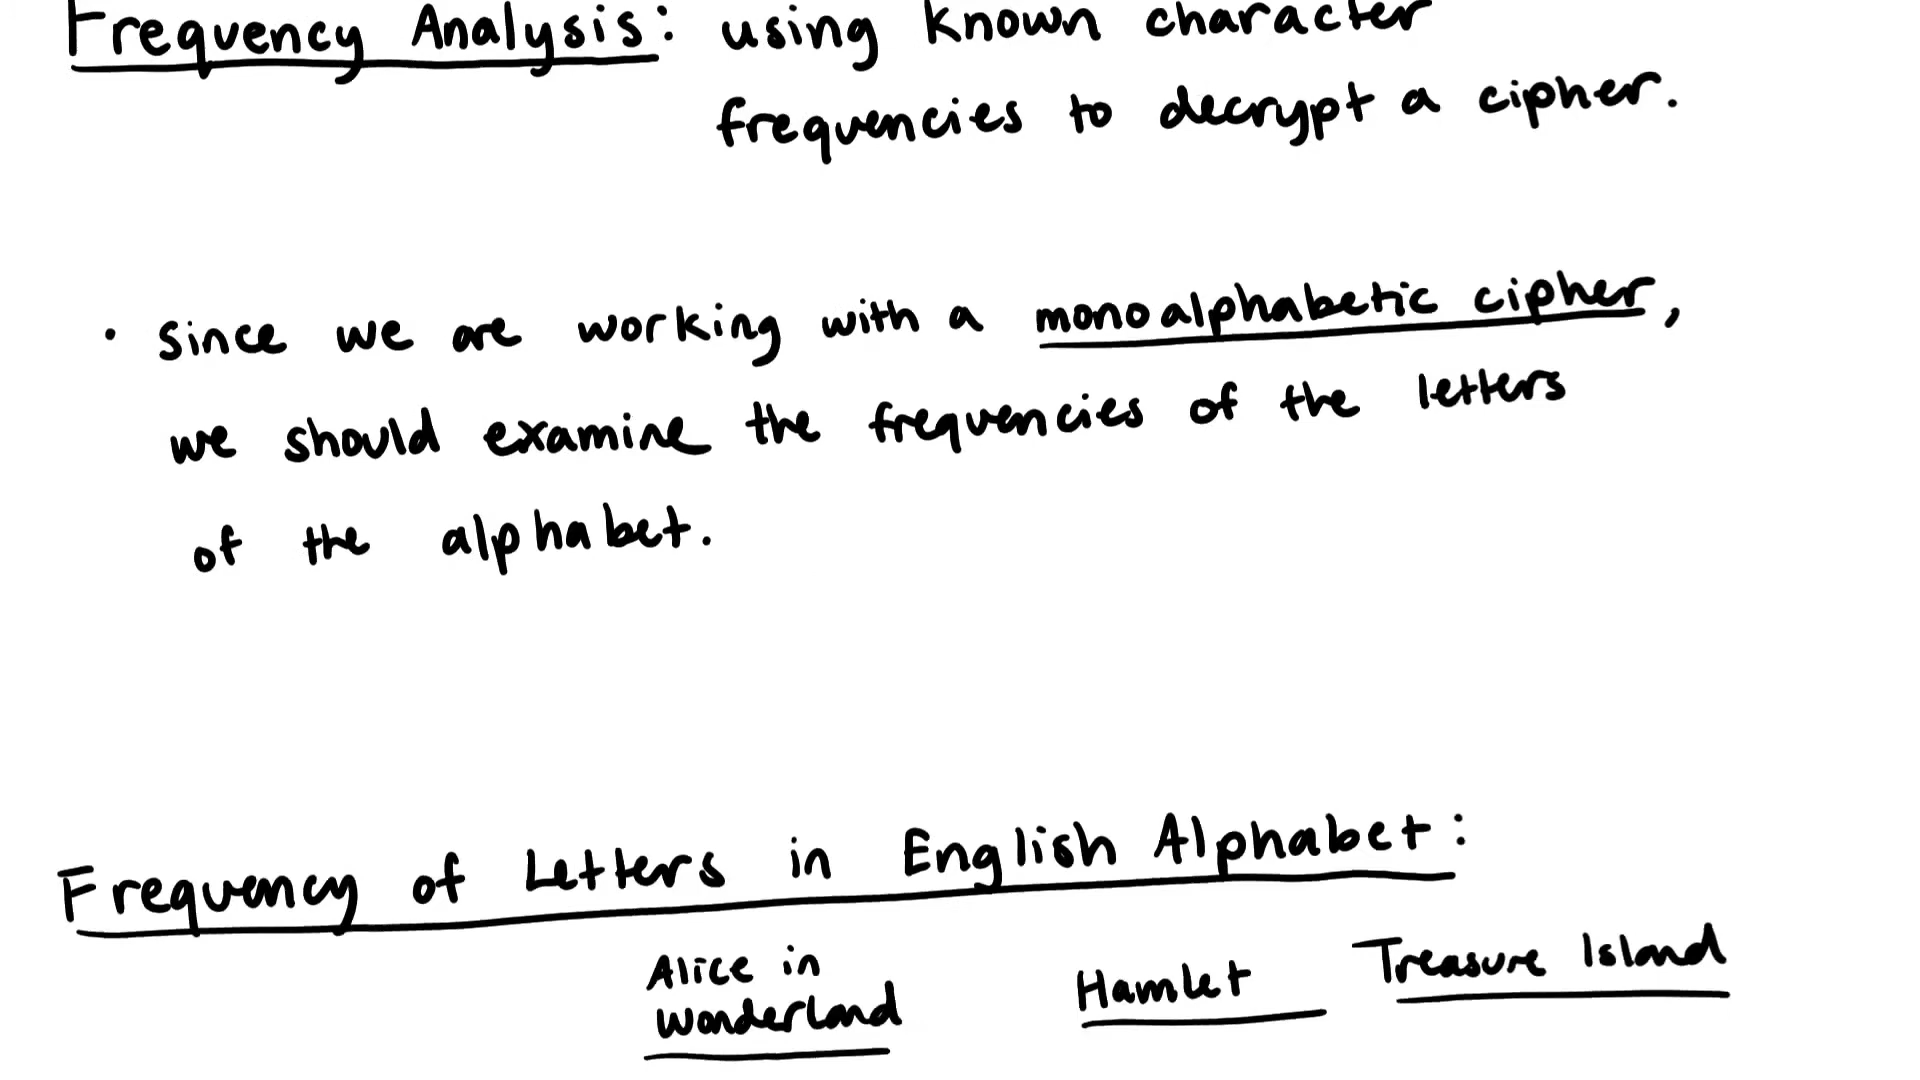 Frequency Analysis: using known character
frequencies to decrypt a cipher.
• since we are working with a monoalphabetic cipher,
we should examine the frequencies of the letters
of the alphabet.
Frequency of Letters in English Alphabet:
Alice in
Wonderland
Hamlet
Treasure Island